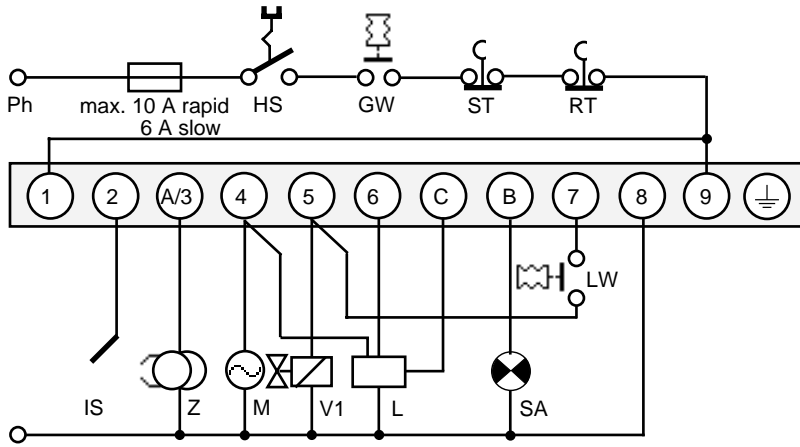 Ph
max. 10 A rapid
6 A slow
HS
GW
ST
RT
1 2 A/3 4 5 6 C B 7 8 9
LW
IS
Z
M
V1
L
SA